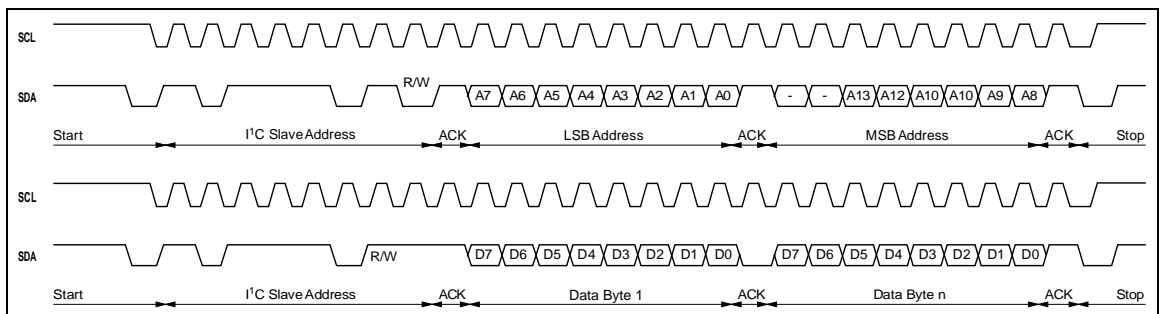 SCL
R/W
SDA A7 A6 A5 A4 A3 A2 A1 A0 - - A13 A12 A10 A10 A9 A8
Start I¹C Slave Address ACK LSB Address ACK MSB Address ACK Stop
SCL
SDA R/W D7 D6 D5 D4 D3 D2 D1 D0 D7 D6 D5 D4 D3 D2 D1 D0
Start I¹C Slave Address ACK Data Byte 1 ACK Data Byte n ACK Stop